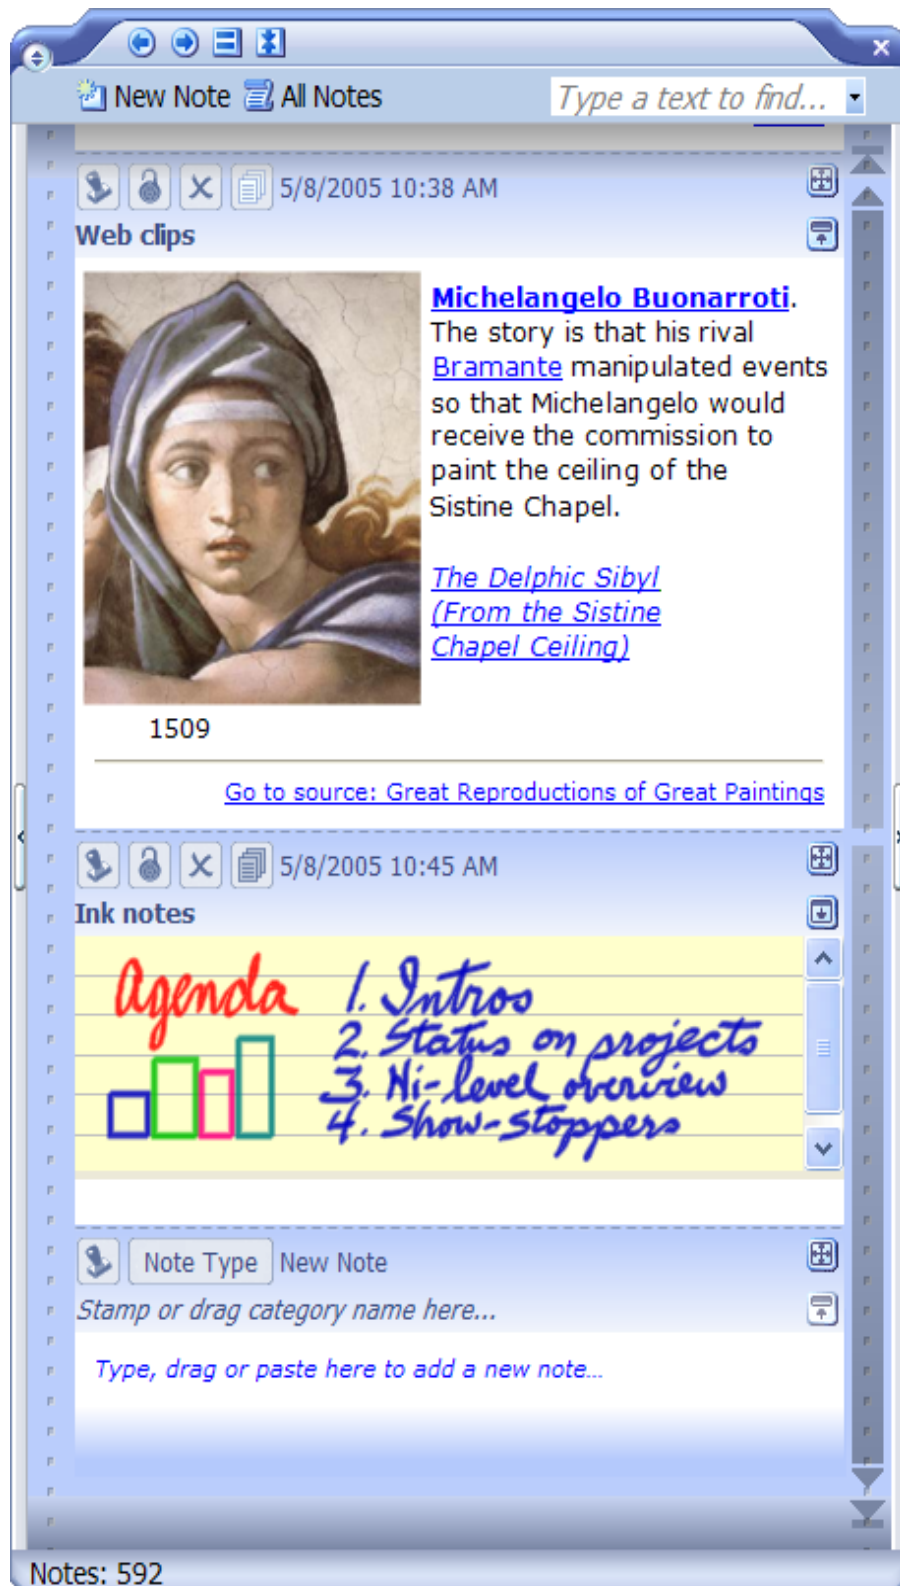 New Note All Notes Type a text to find...
5/8/2005 10:38 AM
Web clips
Michelangelo Buonarroti.
The story is that his rival
Bramante manipulated events
so that Michelangelo would
receive the commission to
paint the ceiling of the
Sistine Chapel.
The Delphic Sibyl
(From the Sistine
Chapel Ceiling)
1509
Go to source: Great Reproductions of Great Paintings
5/8/2005 10:45 AM
Ink notes
Agenda 1. Intros
2. Status on projects
3. Hi-level overview
4. Show-stoppers
Note Type New Note
Stamp or drag category name here...
Type, drag or paste here to add a new note...
Notes: 592